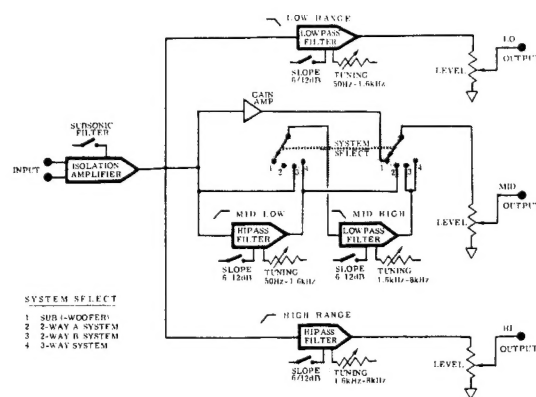 LOW RANGE
LOW PASS
FILTER
SLOPE
6/12dB
TUNING
50Hz-1.6kHz
LEVEL
LO
OUTPUT
GAIN
AMP
SUBSONIC
FILTER
INPUT
ISOLATION
AMPLIFIER
SYSTEM
SELECT
1
2
3
4
1
2
3
4
MID LOW
HIPASS
FILTER
SLOPE
6-12dB
TUNING
50Hz-1.6kHz
MID HIGH
LOWPASS
FILTER
SLOPE
6-12dB
TUNING
1.6kHz-8kHz
LEVEL
MID
OUTPUT
SYSTEM SELECT
1 SUB (-WOOFER)
2 2-WAY A SYSTEM
3 2-WAY B SYSTEM
4 3-WAY SYSTEM
HIGH RANGE
HIPASS
FILTER
SLOPE
6/12dB
TUNING
1.6kHz-8kHz
LEVEL
HI
OUTPUT